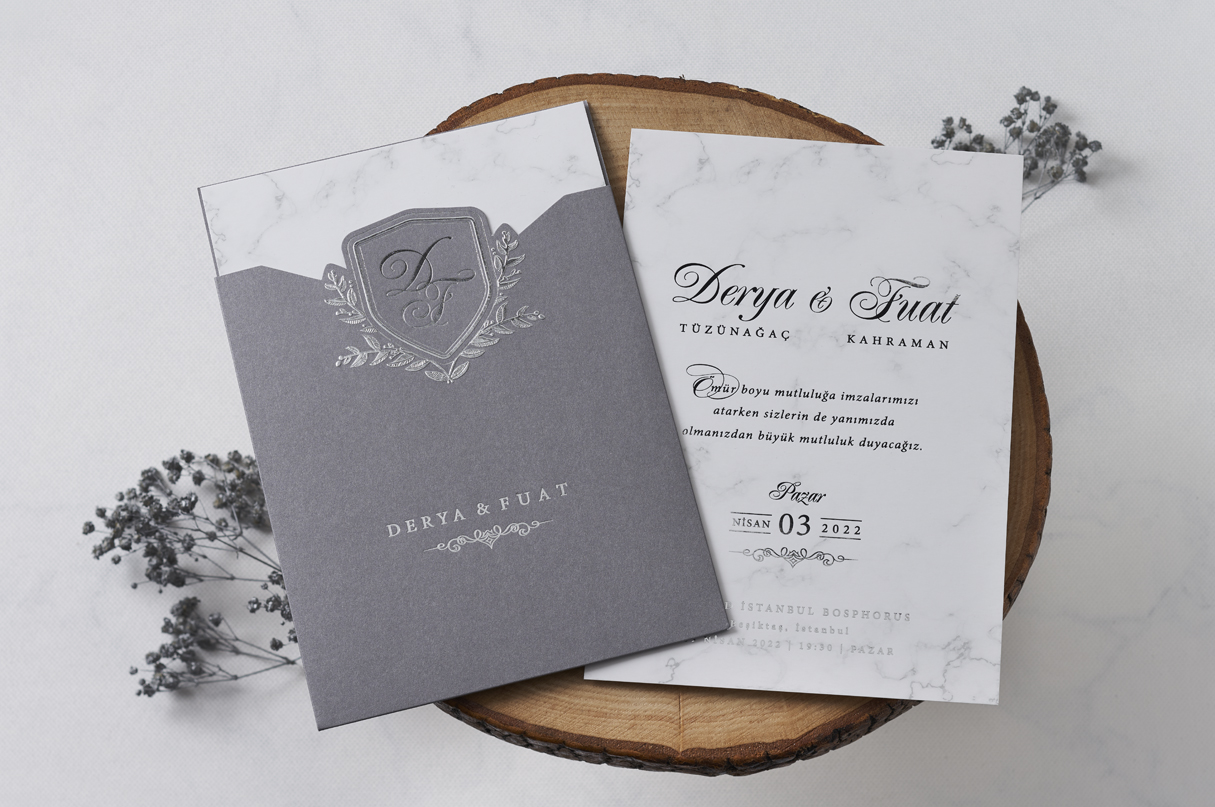 D
F
DERYA & FUAT
Derya & Fuat
TÜZÜNAĞAÇ KAHRAMAN
Ömür boyu mutluluğa imzalarımızı
atarken sizlerin de yanımızda
olmanızdan büyük mutluluk duyacağız.
Pazar
NİSAN 03 2022
İSTANBUL BOSPHORUS
Beşiktaş, İstanbul
NİSAN 2022 | 19:30 | PAZAR